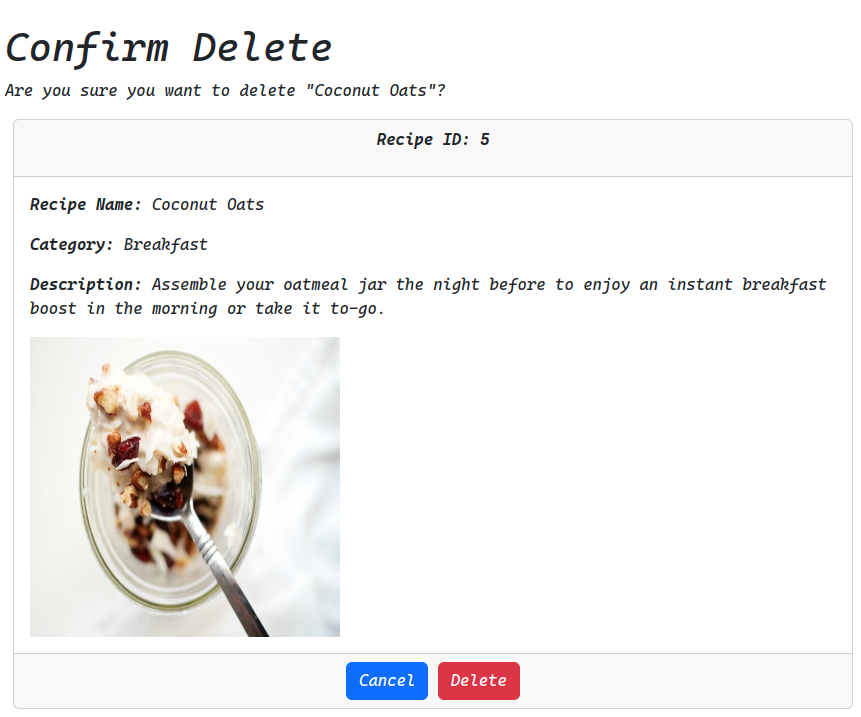 Confirm Delete
Are you sure you want to delete "Coconut Oats"?
Recipe ID: 5
Recipe Name: Coconut Oats
Category: Breakfast
Description: Assemble your oatmeal jar the night before to enjoy an instant breakfast
boost in the morning or take it to-go.
Cancel Delete